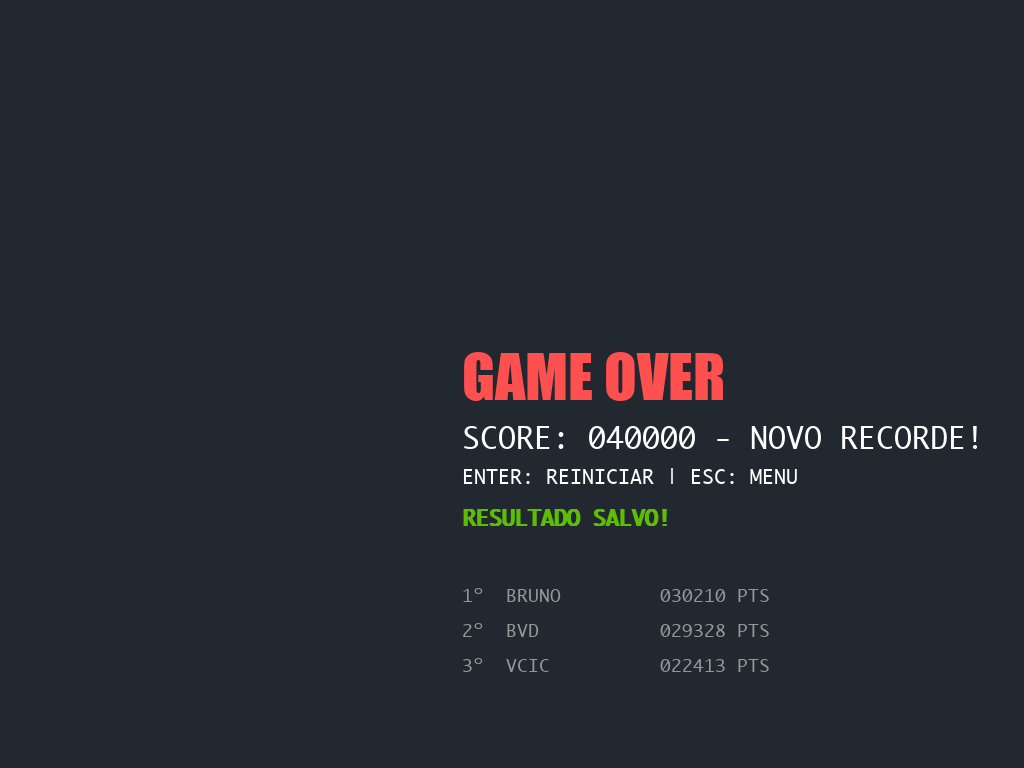 GAME OVER
SCORE: 040000 - NOVO RECORDE!
ENTER: REINICIAR | ESC: MENU
RESULTADO SALVO!
1º BRUNO 030210 PTS
2º BVD 029328 PTS
3º VCIC 022413 PTS